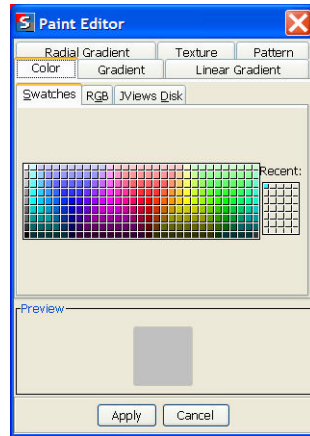 Paint Editor
Radial Gradient Texture Pattern
Color Gradient Linear Gradient
Swatches RGB JViews Disk
Recent:
Preview
Apply Cancel